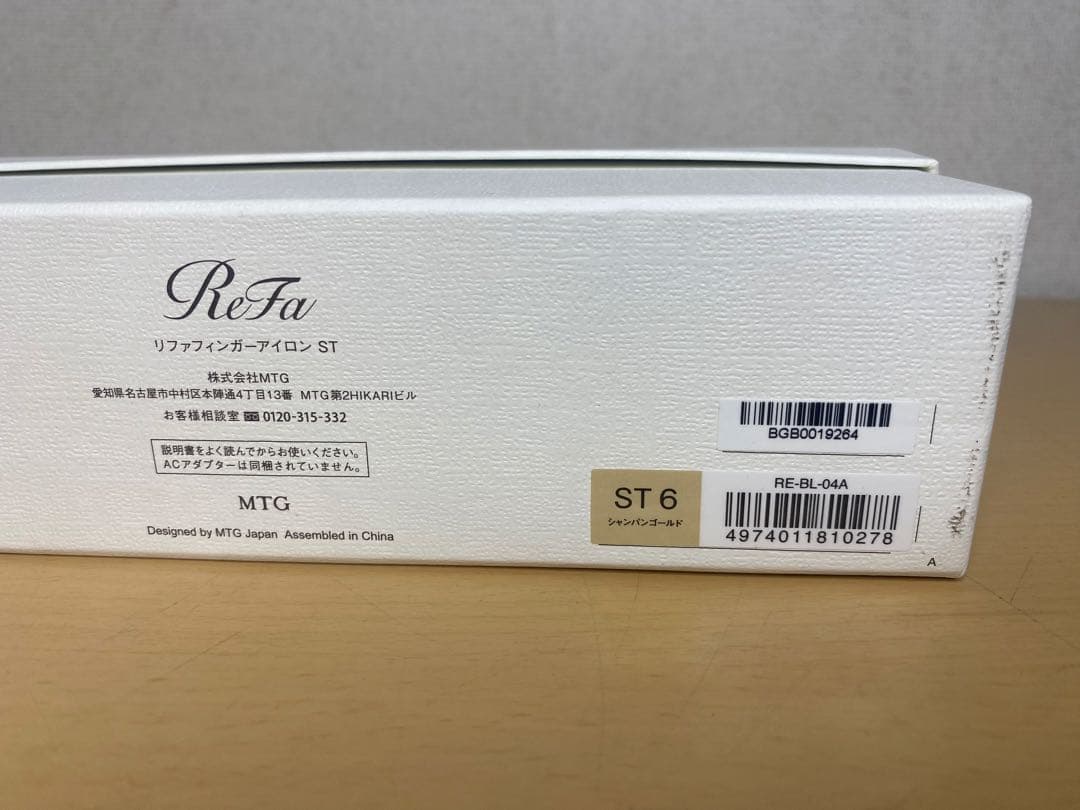 ReFa
リファフィンガーアイロン ST
株式会社MTG
愛知県名古屋市中村区本陣通4丁目13番 MTG第2HIKARIビル
お客様相談室 0120-315-332
説明書をよく読んでからお使いください。
ACアダプターは同梱されていません。
MTG
Designed by MTG Japan Assembled in China
BGB0019264
ST 6
シャンパンゴールド
RE-BL-04A
4974011810278
A